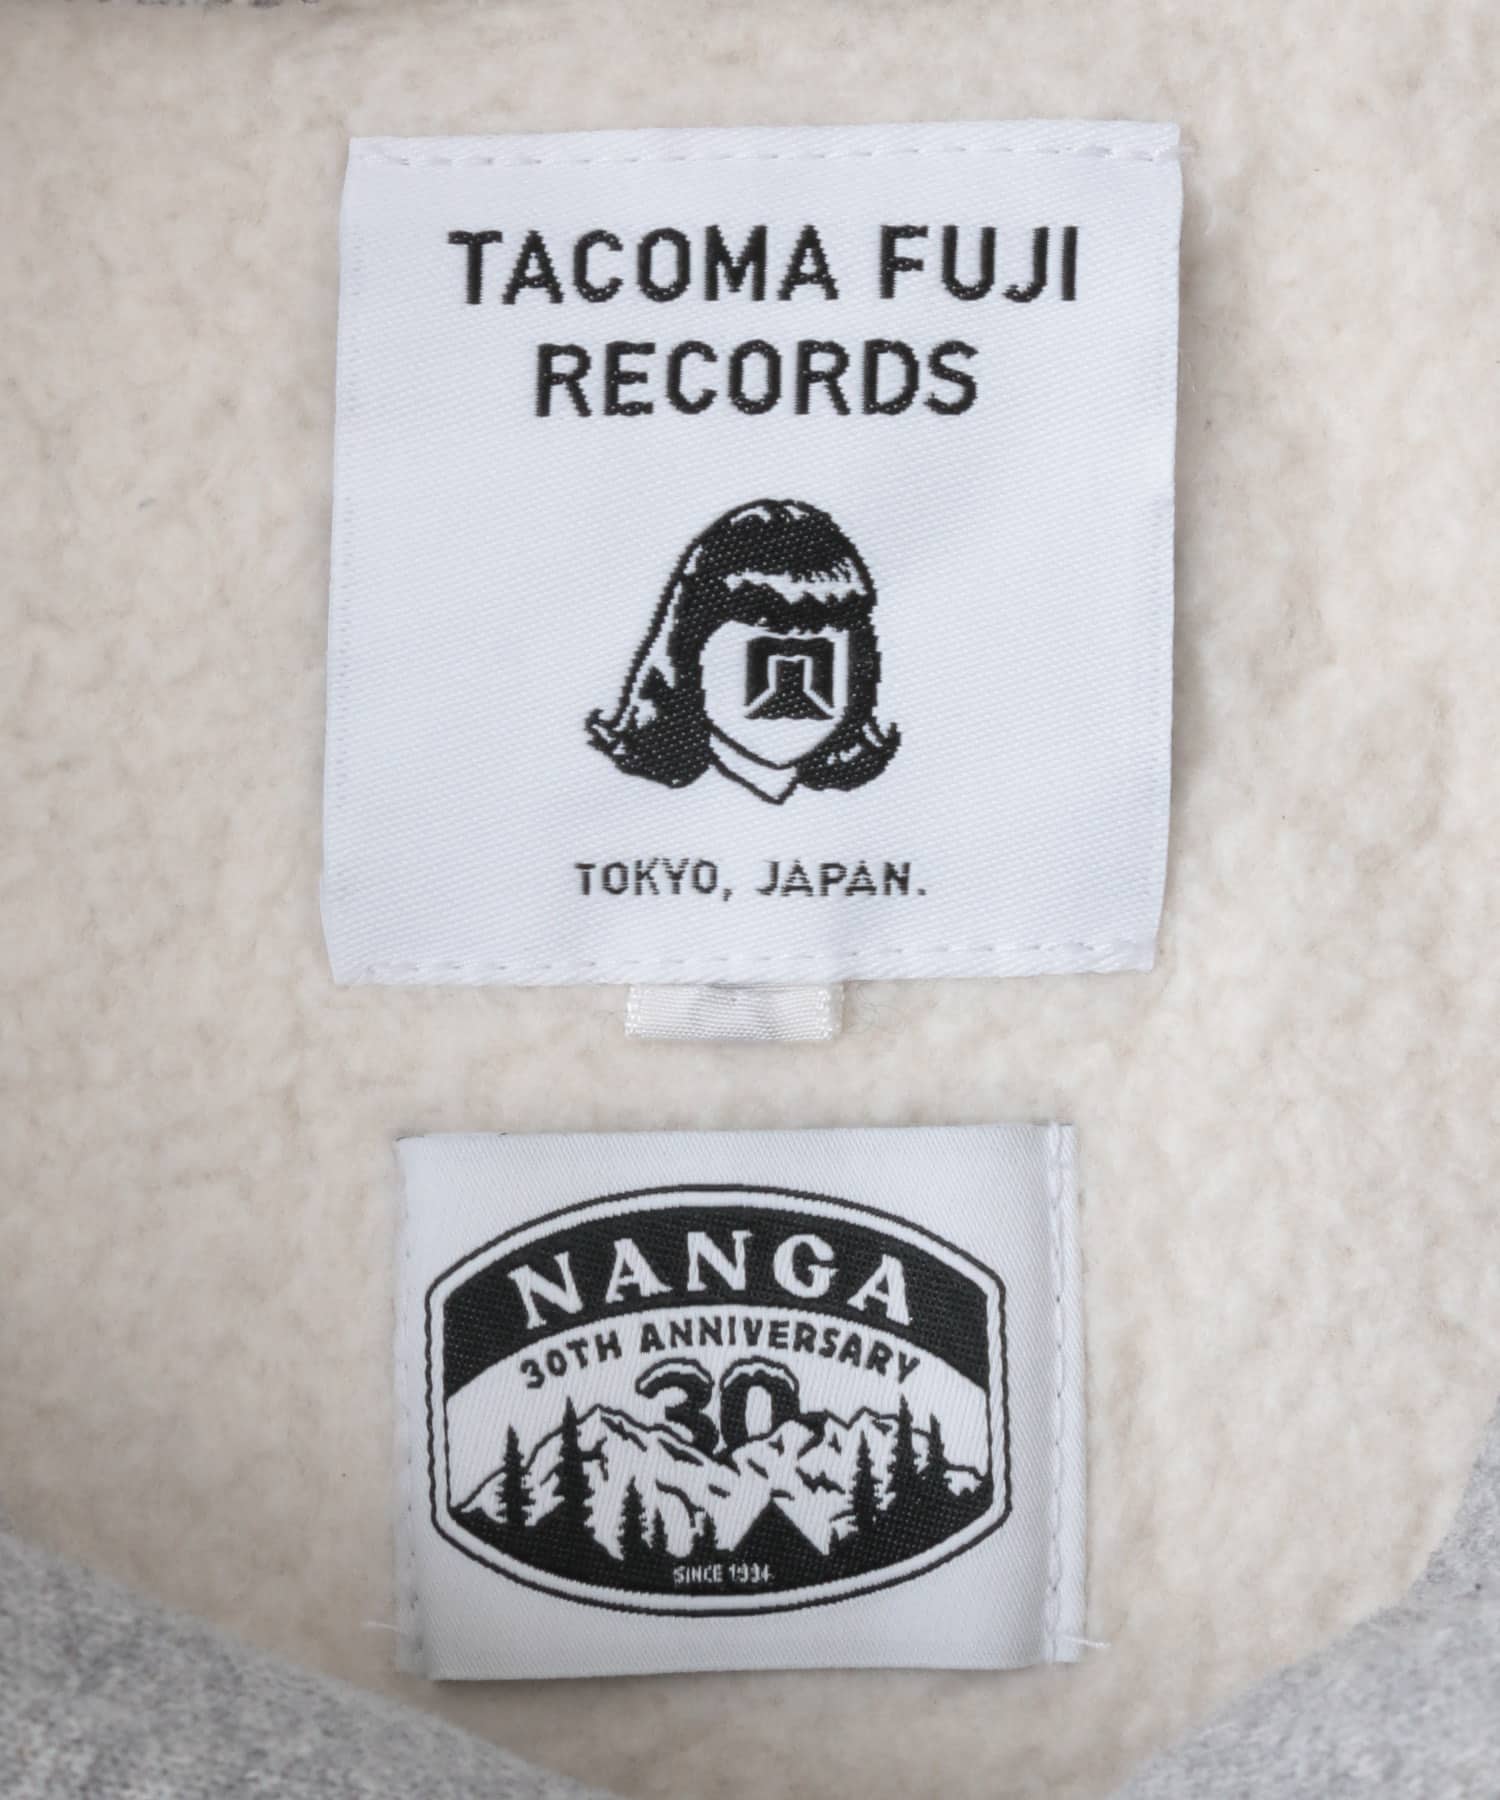 TACOMA FUJI
RECORDS
TOKYO, JAPAN.
NANGA
30TH ANNIVERSARY
30
SINCE 1994